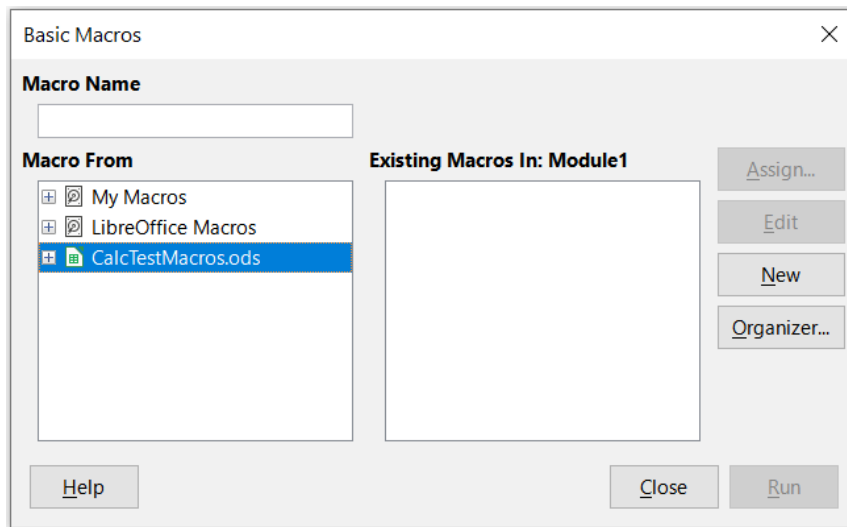 Basic Macros
Macro Name
Macro From
Existing Macros In: Module1
My Macros
LibreOffice Macros
CalcTestMacros.ods
Assign...
Edit
New
Organizer...
Help
Close
Run